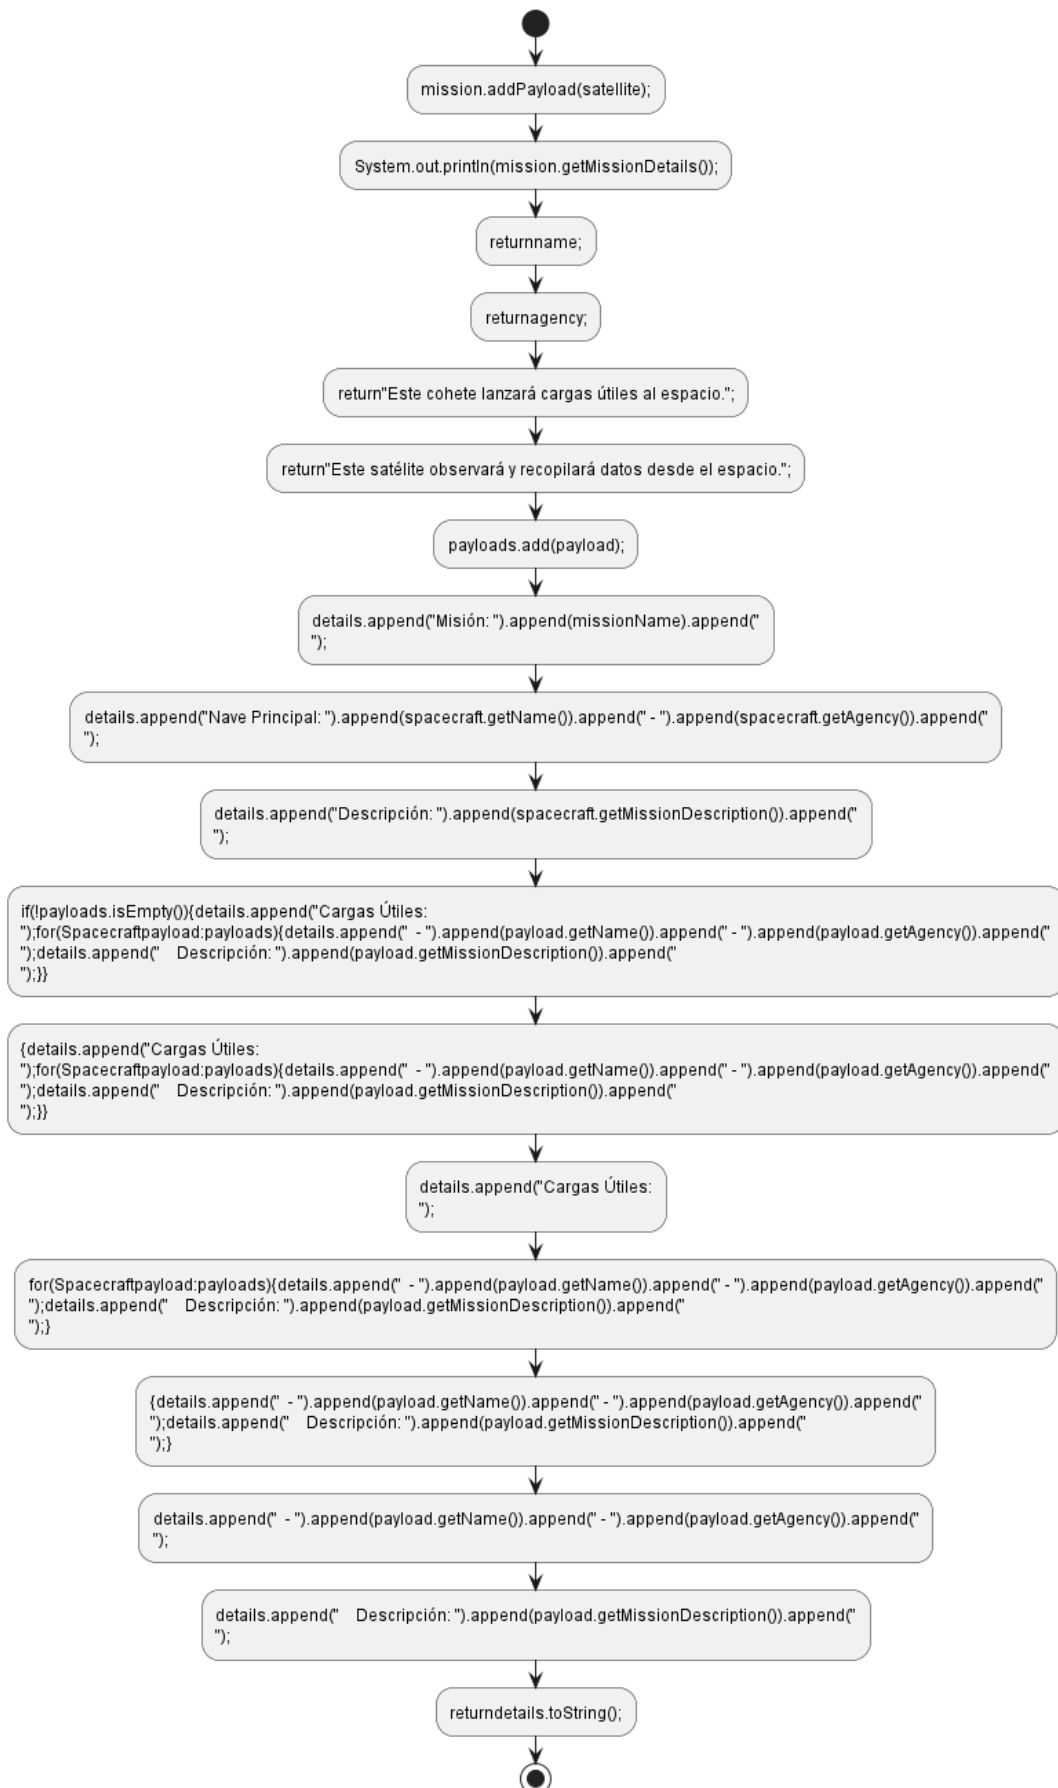 mission.addPayload(satellite);
System.out.println(mission.getMissionDetails());
returnname;
returnagency;
return"Este cohete lanzará cargas útiles al espacio.";
return"Este satélite observará y recopilará datos desde el espacio.";
payloads.add(payload);
details.append("Misión: ").append(missionName).append("
");
details.append("Nave Principal: ").append(spacecraft.getName()).append(" - ").append(spacecraft.getAgency()).append("
");
details.append("Descripción: ").append(spacecraft.getMissionDescription()).append("
");
if(!payloads.isEmpty()){details.append("Cargas Útiles:
");for(Spacecraftpayload:payloads){details.append("  - ").append(payload.getName()).append(" - ").append(payload.getAgency()).append("
");details.append("    Descripción: ").append(payload.getMissionDescription()).append("
");}}
{details.append("Cargas Útiles:
");for(Spacecraftpayload:payloads){details.append("  - ").append(payload.getName()).append(" - ").append(payload.getAgency()).append("
");details.append("    Descripción: ").append(payload.getMissionDescription()).append("
");}}
details.append("Cargas Útiles:
");
for(Spacecraftpayload:payloads){details.append("  - ").append(payload.getName()).append(" - ").append(payload.getAgency()).append("
");details.append("    Descripción: ").append(payload.getMissionDescription()).append("
");}
{details.append("  - ").append(payload.getName()).append(" - ").append(payload.getAgency()).append("
");details.append("    Descripción: ").append(payload.getMissionDescription()).append("
");}
details.append("  - ").append(payload.getName()).append(" - ").append(payload.getAgency()).append("
");
details.append("    Descripción: ").append(payload.getMissionDescription()).append("
");
returndetails.toString();